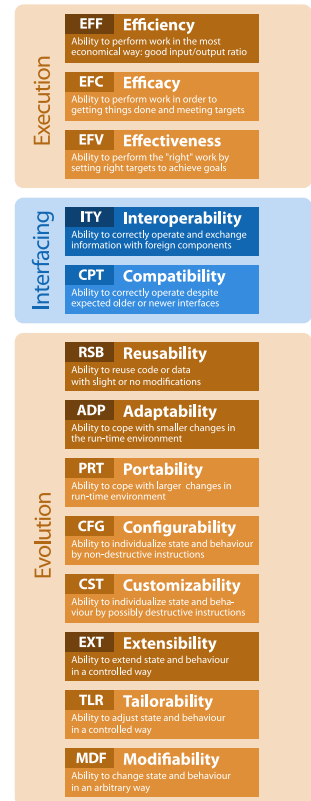 Execution
EFF Efficiency
Ability to perform work in the most
economical way: good input/output ratio
EFC Efficacy
Ability to perform work in order to
getting things done and meeting targets
EFV Effectiveness
Ability to perform the "right" work by
setting right targets to achieve goals
Interfacing
ITY Interoperability
Ability to correctly operate and exchange
information with foreign components
CPT Compatibility
Ability to correctly operate despite
expected older or newer interfaces
Evolution
RSB Reusability
Ability to reuse code or data
with slight or no modifications
ADP Adaptability
Ability to cope with smaller changes in
the run-time environment
PRT Portability
Ability to cope with larger changes in
run-time environment
CFG Configurability
Ability to individualize state and behaviour
by non-destructive instructions
CST Customizability
Ability to individualize state and beha-
viour by possibly destructive instructions
EXT Extensibility
Ability to extend state and behaviour
in a controlled way
TLR Tailorability
Ability to adjust state and behaviour
in a controlled way
MDF Modifiability
Ability to change state and behaviour
in an arbitrary way